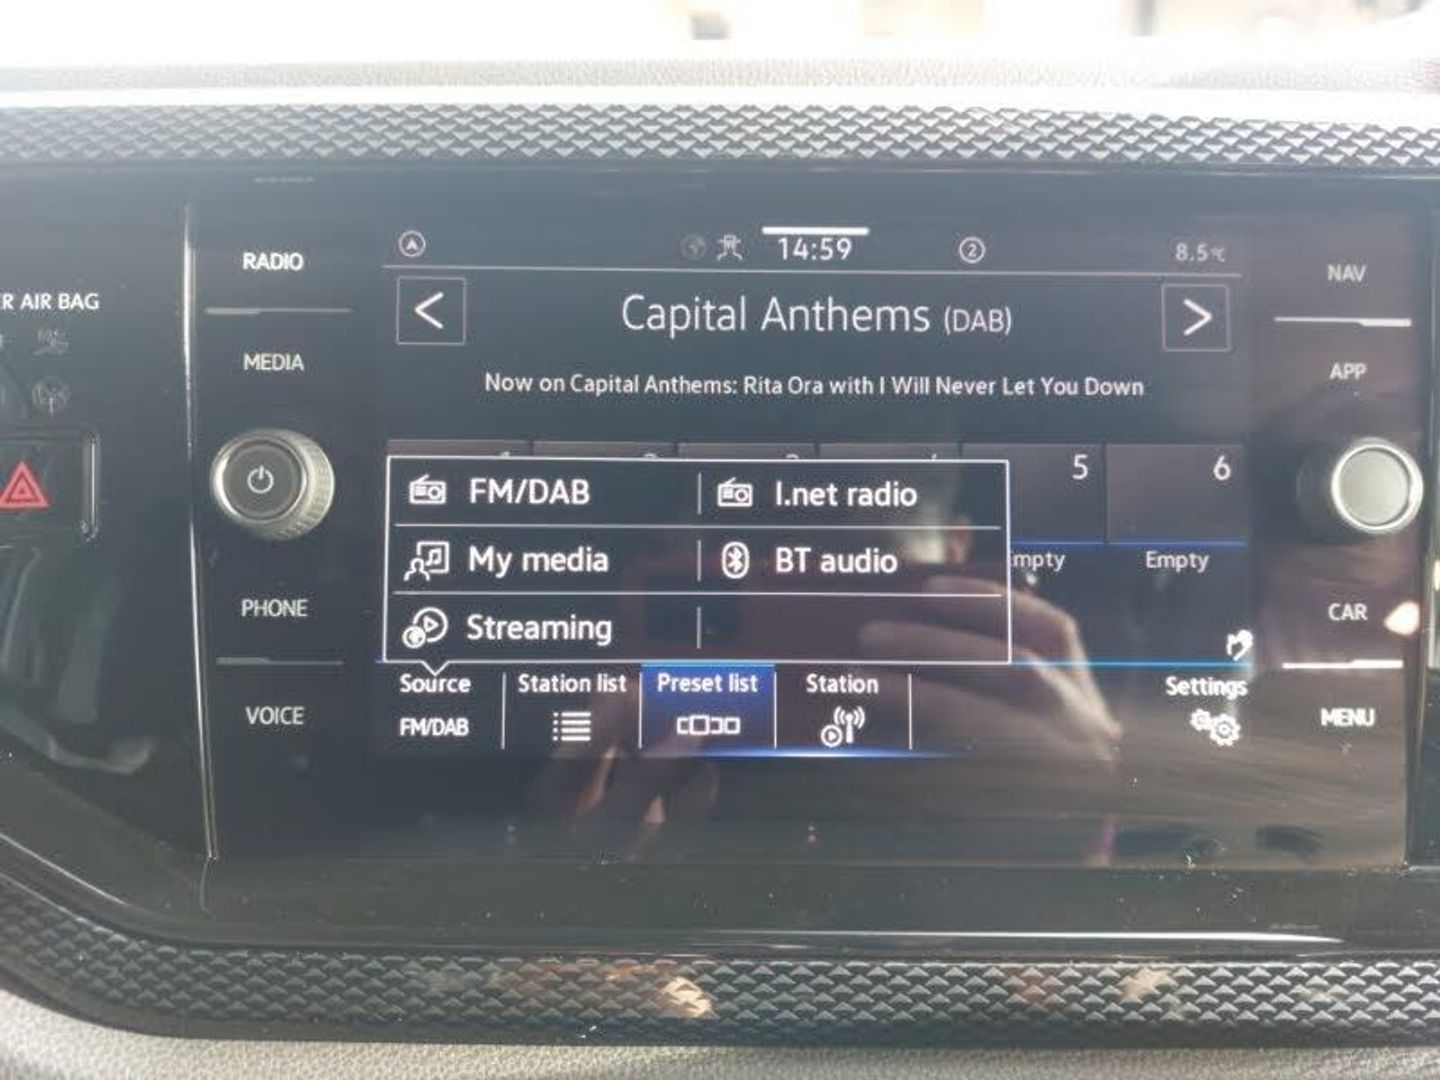 14:59
2
8.5°C
RADIO
NAV
R AIR BAG
< Capital Anthems (DAB) >
MEDIA
APP
Now on Capital Anthems: Rita Ora with I Will Never Let You Down
5
6
FM/DAB
I.net radio
My media
BT audio
Empty
Streaming
PHONE
CAR
Source
Station list
Preset list
Station
Settings
FM/DAB
VOICE
MENU